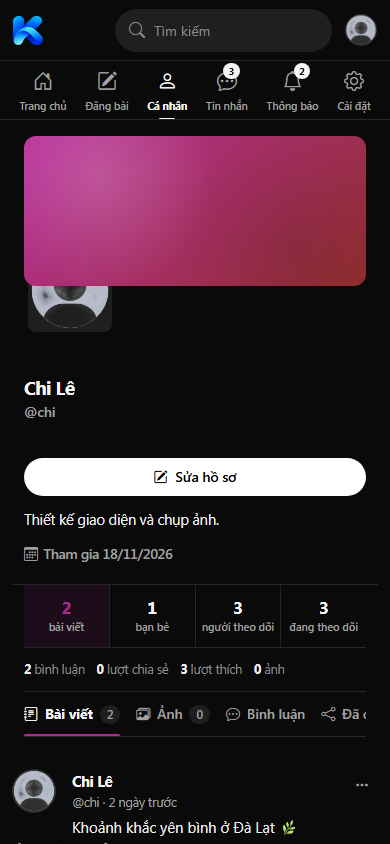 Tìm kiếm
3 2
Trang chủ Đăng bài Cá nhân Tin nhắn Thông báo Cài đặt
Chi Lê
@chi
Sửa hồ sơ
Thiết kế giao diện và chụp ảnh.
Tham gia 18/11/2026
2 1 3 3
bài viết bạn bè người theo dõi đang theo dõi
2 bình luận 0 lượt chia sẻ 3 lượt thích 0 ảnh
Bài viết 2 Ảnh 0 Bình luận Đã c
Chi Lê
@chi · 2 ngày trước
Khoảnh khắc yên bình ở Đà Lạt 🌿